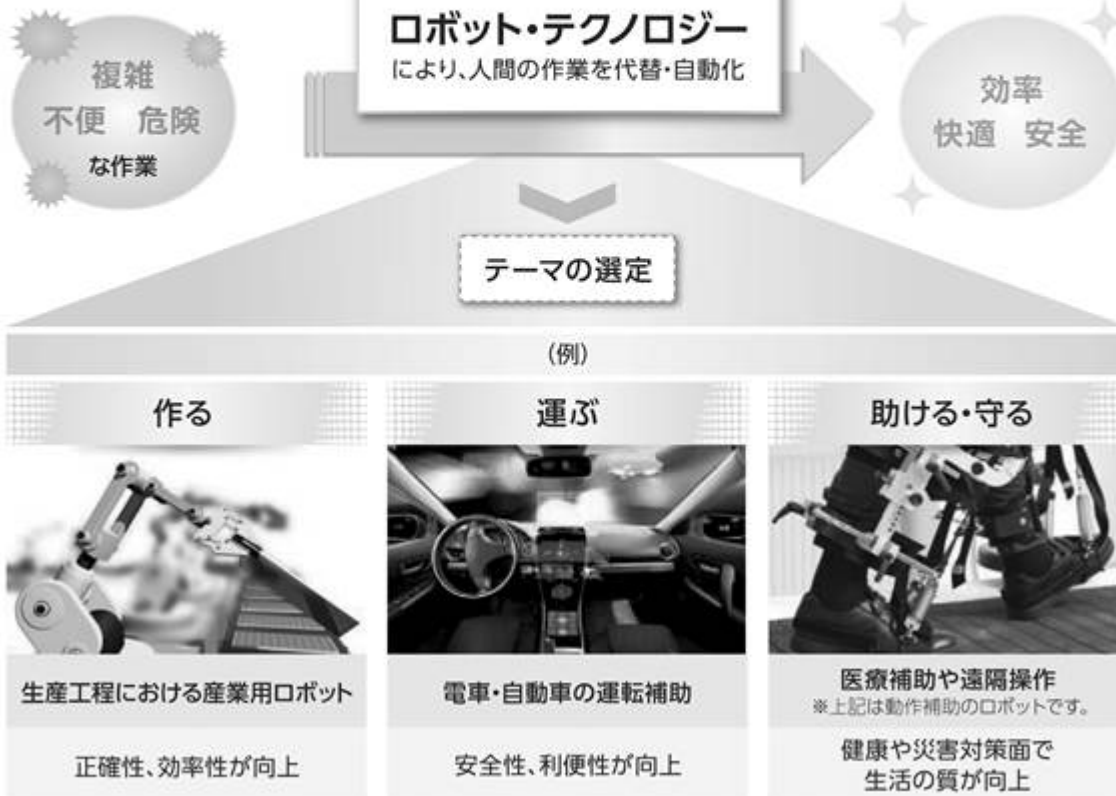 複雑
不便 危険
な作業
ロボット・テクノロジー
により、人間の作業を代替・自動化
効率
快適 安全
テーマの選定
(例)
作る
運ぶ
助ける・守る
生産工程における産業用ロボット
電車・自動車の運転補助
医療補助や遠隔操作
※上記は動作補助のロボットです。
正確性、効率性が向上
安全性、利便性が向上
健康や災害対策面で
生活の質が向上